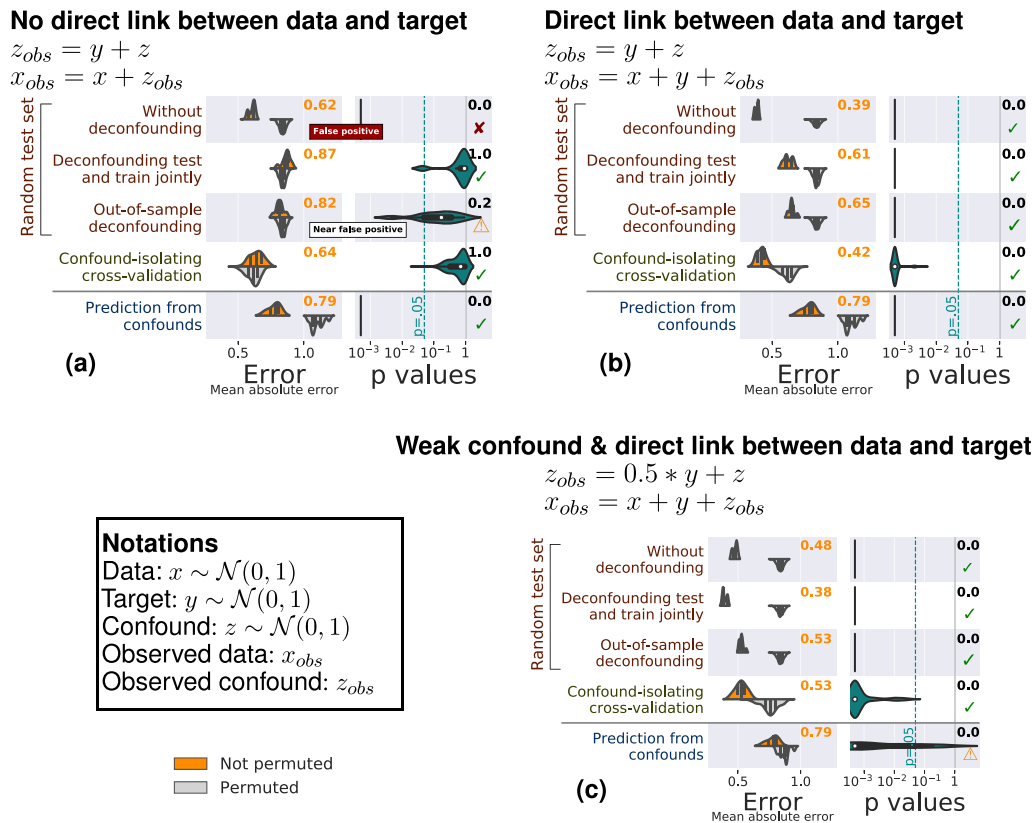 No direct link between data and target
z_obs = y + z
x_obs = x + z_obs
Random test set
Without
deconfounding
0.62
0.0
False positive
✘
Deconfounding test
and train jointly
0.87
1.0
✓
Out-of-sample
deconfounding
0.82
0.2
Near false positive
⚠
Confound-isolating
cross-validation
0.64
1.0
✓
Prediction from
confounds
0.79
0.0
✓
p=.05
0.5
1.0
10⁻³
10⁻²
10⁻¹
1
(a)
Error
Mean absolute error
p values
Direct link between data and target
z_obs = y + z
x_obs = x + y + z_obs
Random test set
Without
deconfounding
0.39
0.0
✓
Deconfounding test
and train jointly
0.61
0.0
✓
Out-of-sample
deconfounding
0.65
0.0
✓
Confound-isolating
cross-validation
0.42
0.0
✓
Prediction from
confounds
0.79
0.0
✓
p=.05
0.5
1.0
10⁻³
10⁻²
10⁻¹
1
(b)
Error
Mean absolute error
p values
Weak confound & direct link between data and target
z_obs = 0.5 * y + z
x_obs = x + y + z_obs
Random test set
Without
deconfounding
0.48
0.0
✓
Deconfounding test
and train jointly
0.38
0.0
✓
Out-of-sample
deconfounding
0.53
0.0
✓
Confound-isolating
cross-validation
0.53
0.0
✓
Prediction from
confounds
0.79
0.0
⚠
p=.05
0.5
1.0
10⁻³
10⁻²
10⁻¹
1
(c)
Error
Mean absolute error
p values
Notations
Data: x ∼ 𝒩(0, 1)
Target: y ∼ 𝒩(0, 1)
Confound: z ∼ 𝒩(0, 1)
Observed data: x_obs
Observed confound: z_obs
Not permuted
Permuted